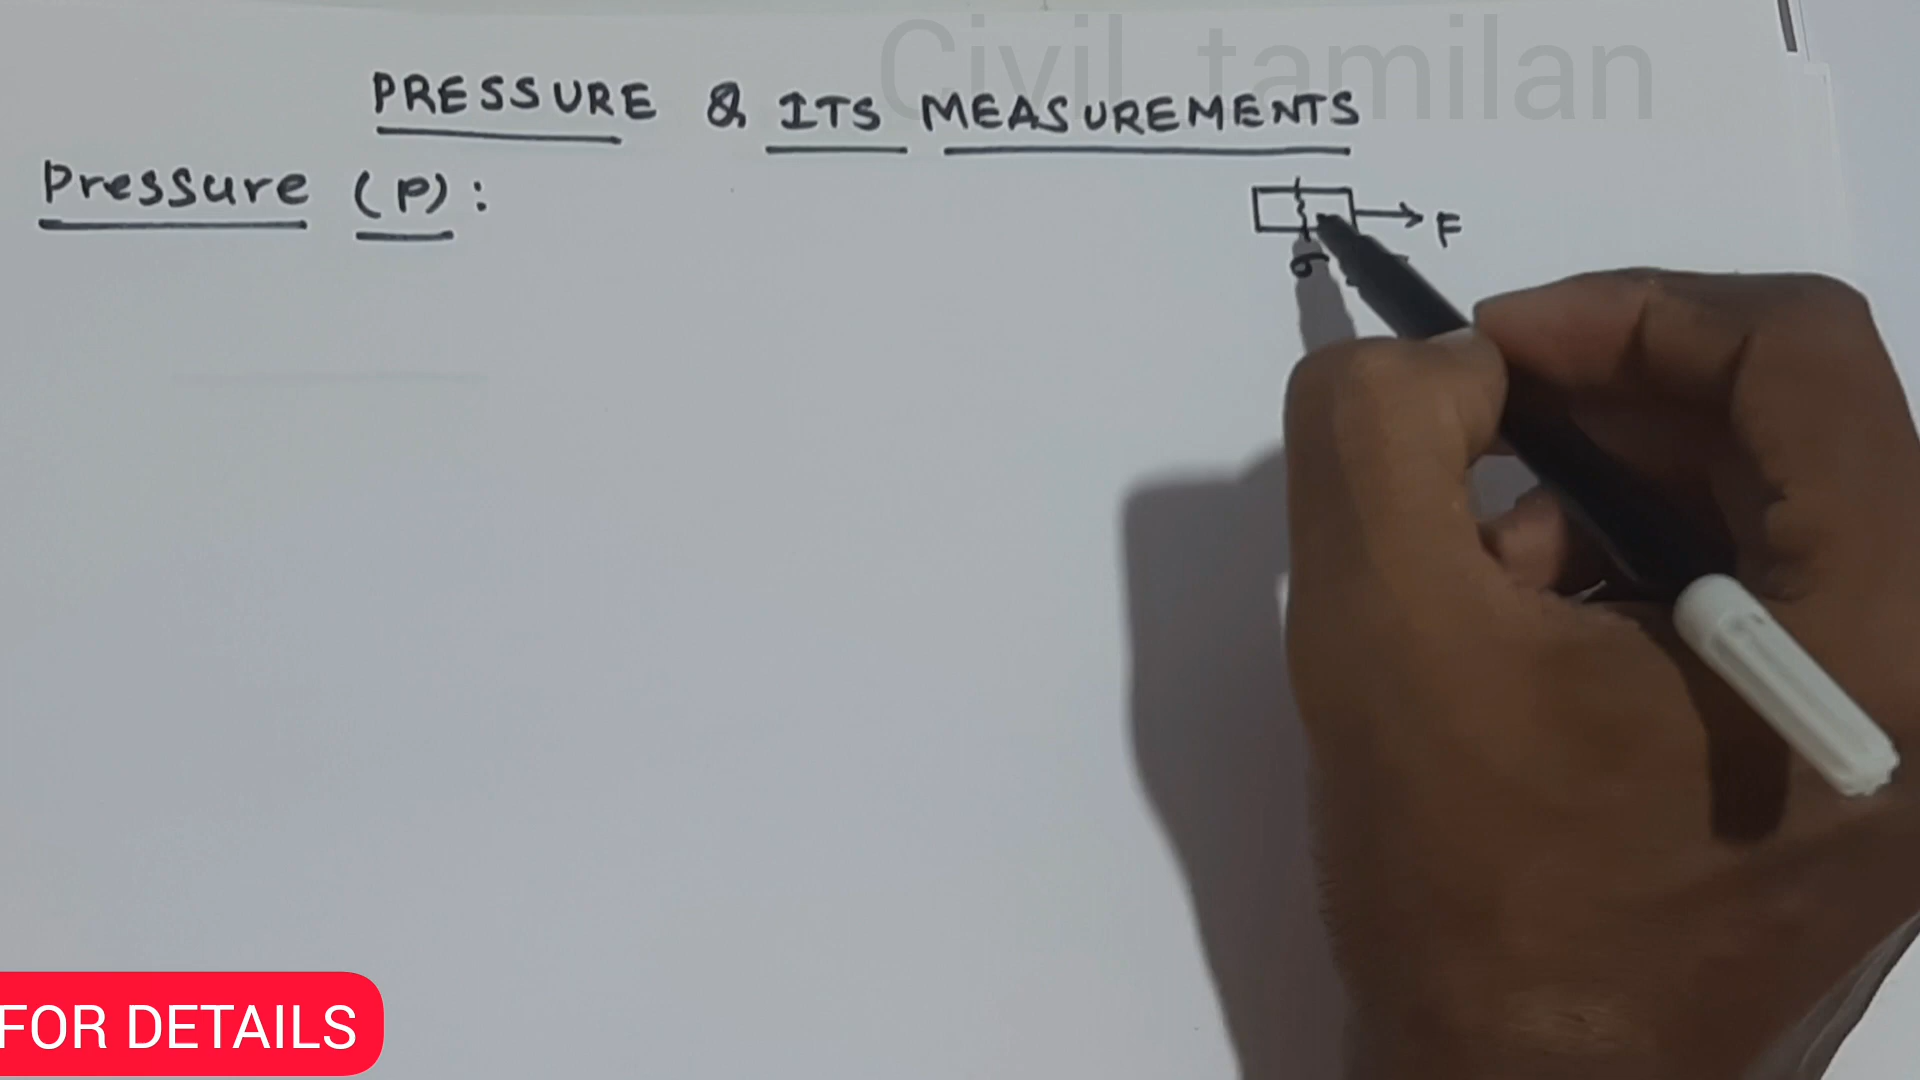 Civil tamilan
PRESSURE & ITS MEASUREMENTS
Pressure (P) :
F
σ
FOR DETAILS